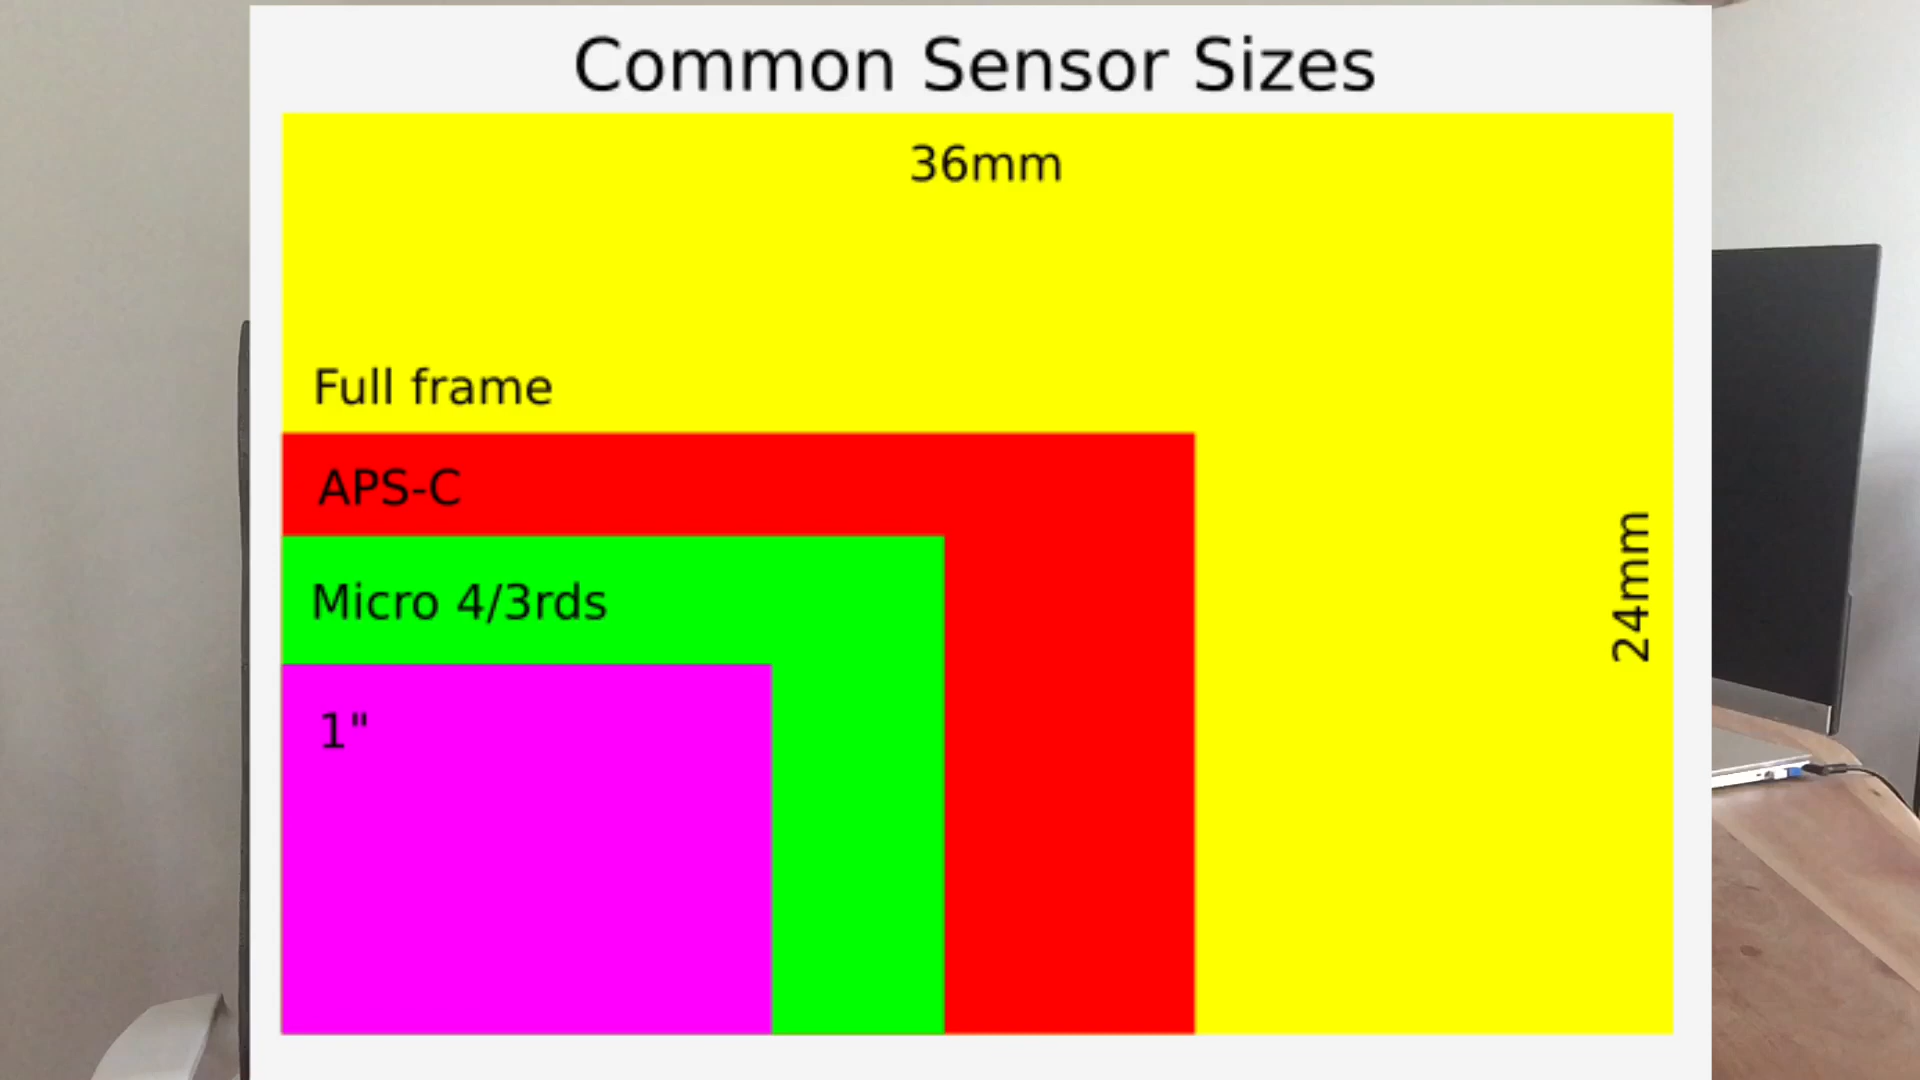 Common Sensor Sizes
36mm
Full frame
APS-C
24mm
Micro 4/3rds
1"